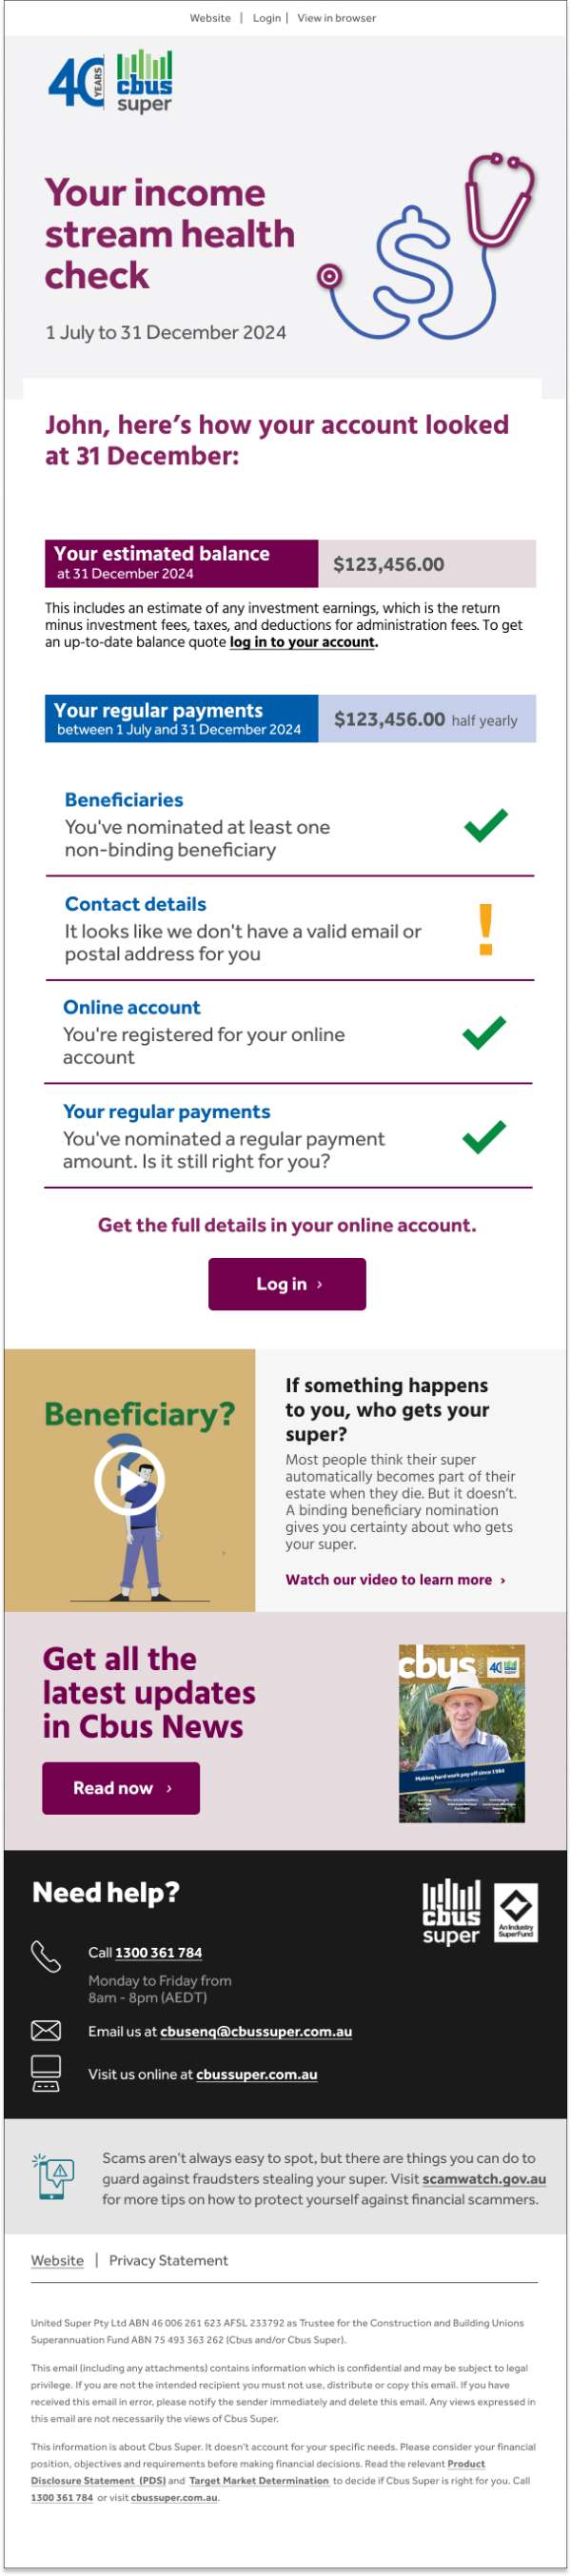 Website | Login | View in browser
40 YEARS cbus
super
Your income
stream health
check
1 July to 31 December 2024
John, here's how your account looked
at 31 December:
Your estimated balance
at 31 December 2024
$123,456.00
This includes an estimate of any investment earnings, which is the return
minus investment fees, taxes, and deductions for administration fees. To get
an up-to-date balance quote log in to your account.
Your regular payments
between 1 July and 31 December 2024
$123,456.00 half yearly
Beneficiaries
You've nominated at least one
non-binding beneficiary
Contact details
It looks like we don't have a valid email or
postal address for you
!
Online account
You're registered for your online
account
Your regular payments
You've nominated a regular payment
amount. Is it still right for you?
Get the full details in your online account.
Log in ›
Beneficiary?
If something happens
to you, who gets your
super?
Most people think their super
automatically becomes part of their
estate when they die. But it doesn't.
A binding beneficiary nomination
gives you certainty about who gets
your super.
Watch our video to learn more ›
Get all the
latest updates
in Cbus News
Read now ›
cbus
40
Making hard work pay off since 1984
Need help?
cbus
super
An Industry
SuperFund
Call 1300 361 784
Monday to Friday from
8am - 8pm (AEDT)
Email us at cbusenq@cbussuper.com.au
Visit us online at cbussuper.com.au
Scams aren't always easy to spot, but there are things you can do to
guard against fraudsters stealing your super. Visit scamwatch.gov.au
for more tips on how to protect yourself against financial scammers.
Website | Privacy Statement
United Super Pty Ltd ABN 46 006 261 623 AFSL 233792 as Trustee for the Construction and Building Unions
Superannuation Fund ABN 75 493 363 262 (Cbus and/or Cbus Super).
This email (including any attachments) contains information which is confidential and may be subject to legal
privilege. If you are not the intended recipient you must not use, distribute or copy this email. If you have
received this email in error, please notify the sender immediately and delete this email. Any views expressed in
this email are not necessarily the views of Cbus Super.
This information is about Cbus Super. It doesn't account for your specific needs. Please consider your financial
position, objectives and requirements before making financial decisions. Read the relevant Product
Disclosure Statement (PDS) and Target Market Determination to decide if Cbus Super is right for you. Call
1300 361 784 or visit cbussuper.com.au.